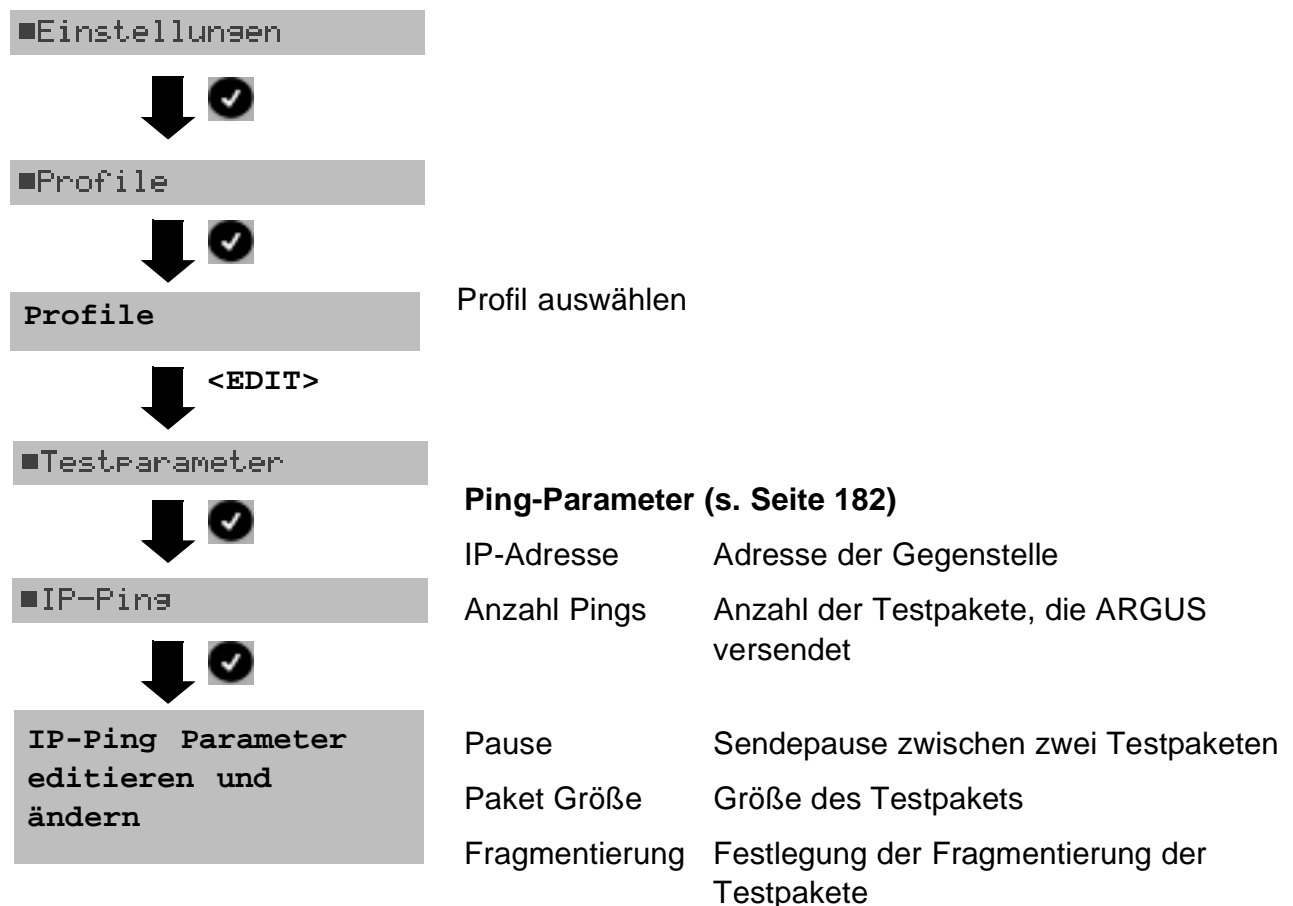 ■Einstellungen
■Profile
Profile
Profil auswählen
<EDIT>
■Testparameter
Ping-Parameter (s. Seite 182)
IP-Adresse Adresse der Gegenstelle
■IP-Ping
Anzahl Pings Anzahl der Testpakete, die ARGUS
versendet
IP-Ping Parameter
editieren und
ändern
Pause Sendepause zwischen zwei Testpaketen
Paket Größe Größe des Testpakets
Fragmentierung Festlegung der Fragmentierung der
Testpakete